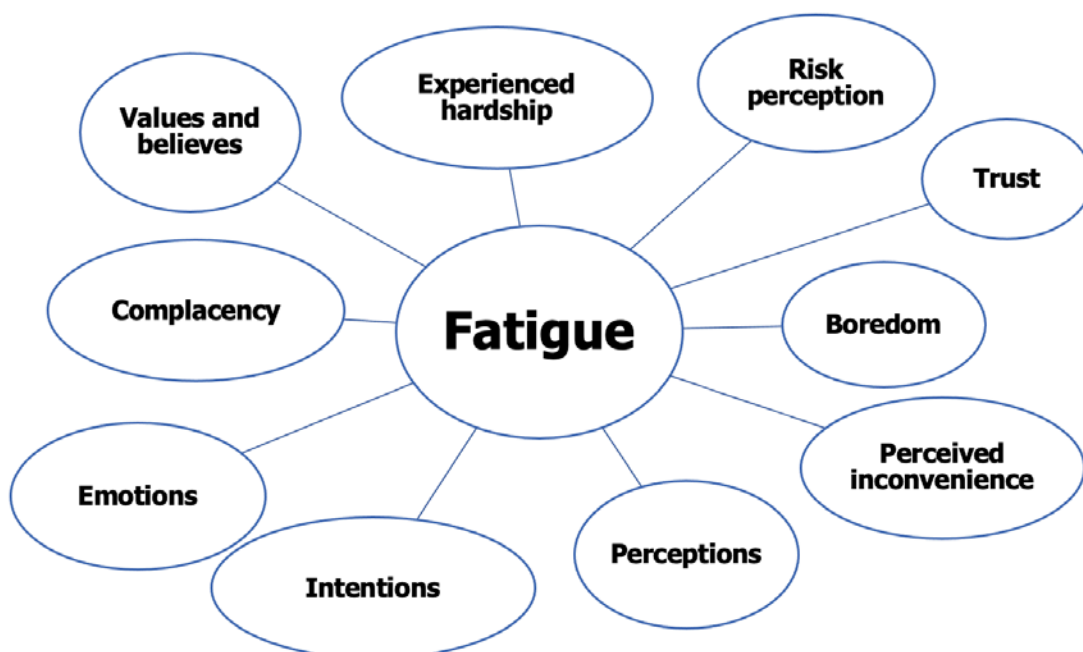 Experienced
hardship
Risk
perception
Values and
believes
Trust
Complacency
Fatigue
Boredom
Perceived
inconvenience
Emotions
Perceptions
Intentions